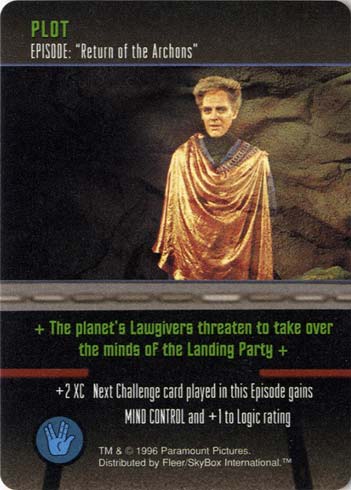 PLOT
EPISODE: "Return of the Archons"
+ The planet's Lawgivers threaten to take over
the minds of the Landing Party +
+2 XC Next Challenge card played in this Episode gains
MIND CONTROL and +1 to Logic rating
TM & © 1996 Paramount Pictures.
Distributed by Fleer/SkyBox International.™